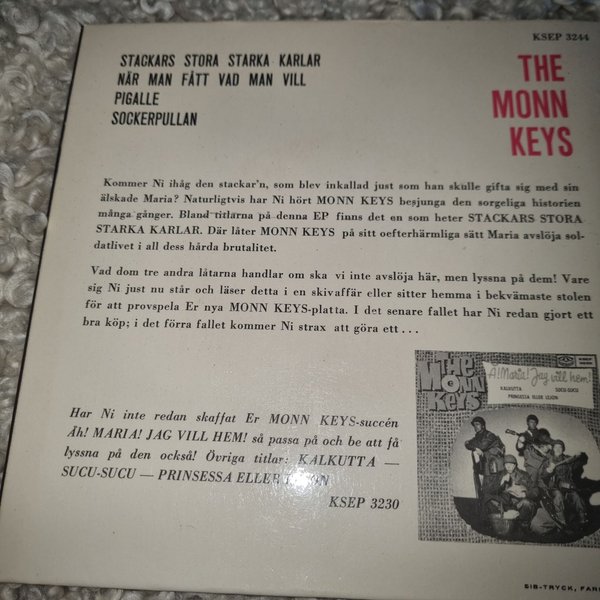 KSEP 3244
STACKARS STORA STARKA KARLAR
NÄR MAN FÅTT VAD MAN VILL
PIGALLE
SOCKERPULLAN
THE
MONN
KEYS
Kommer Ni ihåg den stackar'n, som blev inkallad just som han skulle gifta sig med sin
älskade Maria? Naturligtvis har Ni hört MONN KEYS besjunga den sorgeliga historien
många gånger. Bland titlarna på denna EP finns det en som heter STACKARS STORA
STARKA KARLAR. Där låter MONN KEYS på sitt oefterhärmliga sätt Maria avslöja sol-
datlivet i all dess hårda brutalitet.
Vad dom tre andra låtarna handlar om ska vi inte avslöja här, men lyssna på dem! Vare
sig Ni just nu står och läser detta i en skivaffär eller sitter hemma i bekvämaste stolen
för att provspela Er nya MONN KEYS-platta. I det senare fallet har Ni redan gjort ett
bra köp; i det förra fallet kommer Ni strax att göra ett . . .
Har Ni inte redan skaffat Er MONN KEYS-succén
Äh! MARIA! JAG VILL HEM! så passa på och be att få
lyssna på den också! Övriga titlar: KALKUTTA —
SUCU-SUCU — PRINSESSA ELLER LEJON
KSEP 3230
THE
MONN
KEYS
Ä! Maria! Jag vill hem!
KALKUTTA SUCU-SUCU
PRINSESSA ELLER LEJON
SIB-TRYCK, FAR